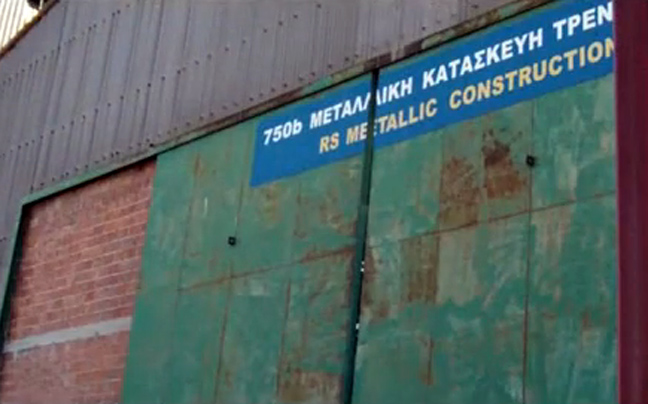 750b ΜΕΤΑΛΛΙΚΗ ΚΑΤΑΣΚΕΥΗ ΤΡΕΝ
RS METALLIC CONSTRUCTION